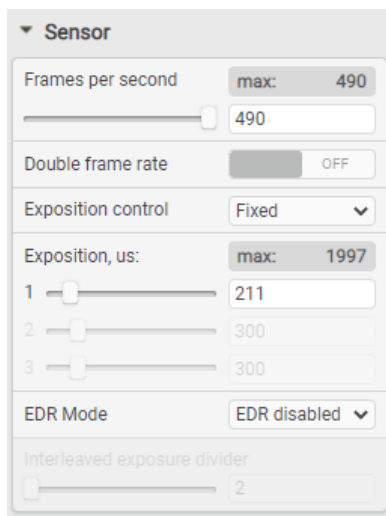 Sensor
Frames per second max: 490
490
Double frame rate OFF
Exposition control Fixed
Exposition, us: max: 1997
1 211
2 300
3 300
EDR Mode EDR disabled
Interleaved exposure divider
2